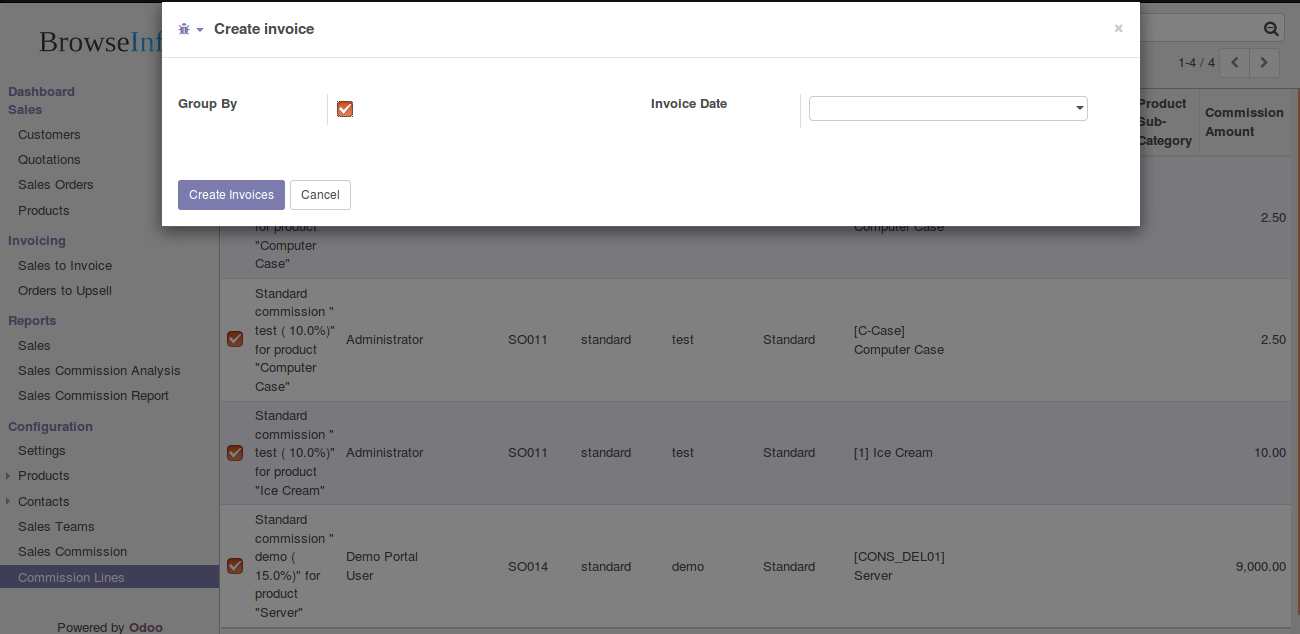 BrowseInf
Create invoice
×
1-4 / 4
Group By
Invoice Date
Create Invoices
Cancel
Dashboard
Sales
Customers
Quotations
Sales Orders
Products
Invoicing
Sales to Invoice
Orders to Upsell
Reports
Sales
Sales Commission Analysis
Sales Commission Report
Configuration
Settings
Products
Contacts
Sales Teams
Sales Commission
Commission Lines
Powered by Odoo
Product
Sub-
Category
Commission
Amount
for product
"Computer
Case"
Computer Case
2.50
Standard
commission "
test ( 10.0%)"
for product
"Computer
Case"
Administrator
SO011
standard
test
Standard
[C-Case]
Computer Case
2.50
Standard
commission "
test ( 10.0%)"
for product
"Ice Cream"
Administrator
SO011
standard
test
Standard
[1] Ice Cream
10.00
Standard
commission "
demo (
15.0%)" for
product
"Server"
Demo Portal
User
SO014
standard
demo
Standard
[CONS_DEL01]
Server
9,000.00